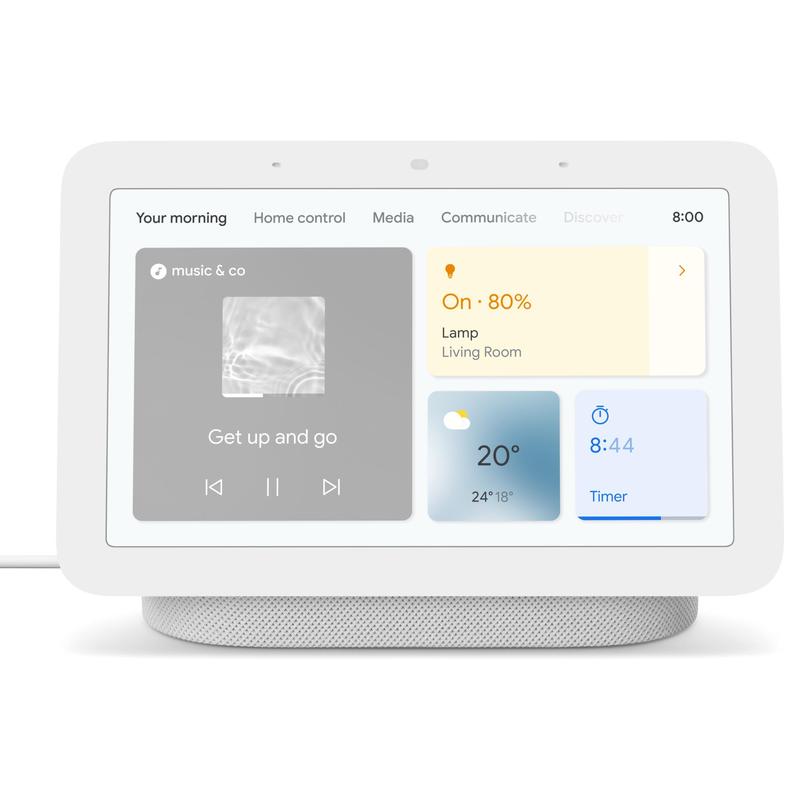 Your morning Home control Media Communicate Discover 8:00
music & co
Get up and go
On · 80%
Lamp
Living Room
20°
24° 18°
8:44
Timer